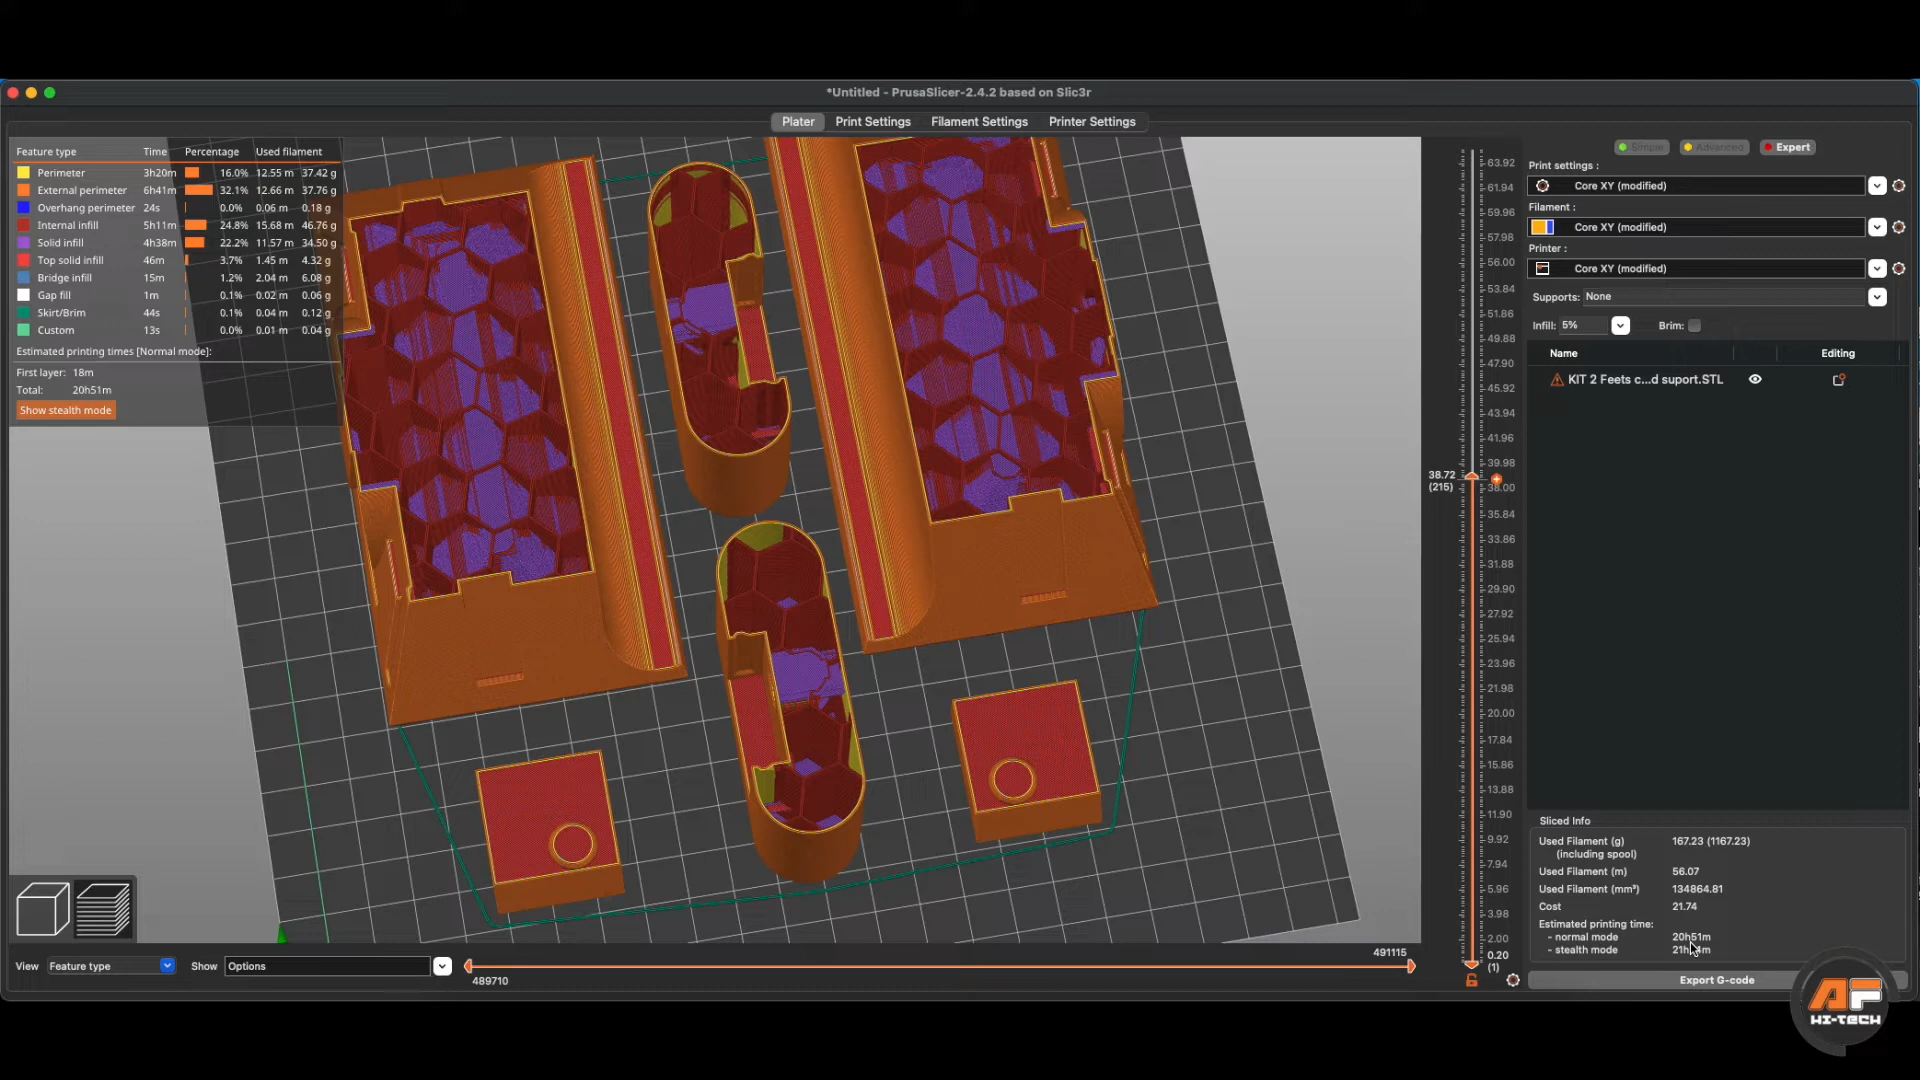 *Untitled - PrusaSlicer-2.4.2 based on Slic3r
Plater Print Settings Filament Settings Printer Settings
Feature type Time Percentage Used filament
Perimeter 3h20m 16.0% 12.55 m 37.42 g
External perimeter 6h41m 32.1% 12.66 m 37.76 g
Overhang perimeter 24s 0.0% 0.06 m 0.18 g
Internal infill 5h11m 24.8% 15.68 m 46.76 g
Solid infill 4h38m 22.2% 11.57 m 34.50 g
Top solid infill 46m 3.7% 1.45 m 4.32 g
Bridge infill 15m 1.2% 2.04 m 6.08 g
Gap fill 1m 0.1% 0.02 m 0.06 g
Skirt/Brim 44s 0.1% 0.04 m 0.12 g
Custom 13s 0.0% 0.01 m 0.04 g
Estimated printing times [Normal mode]:
First layer: 18m
Total: 20h51m
Show stealth mode
63.92
61.94
59.96
57.98
56.00
53.84
51.86
49.88
47.90
45.92
43.94
41.96
39.98
38.72
(215)
38.00
35.84
33.86
31.88
29.90
27.92
25.94
23.96
21.98
20.00
17.84
15.86
13.88
11.90
9.92
7.94
5.96
3.98
2.00
0.20
(1)
Simple Advanced Expert
Print settings :
Core XY (modified)
Filament :
Core XY (modified)
Printer :
Core XY (modified)
Supports: None
Infill: 5% Brim:
Name Editing
KIT 2 Feets c...d suport.STL
Sliced Info
Used Filament (g) 167.23 (1167.23)
(including spool)
Used Filament (m) 56.07
Used Filament (mm³) 134864.81
Cost 21.74
Estimated printing time:
- normal mode 20h51m
- stealth mode
Export G-code
View Feature type Show Options
491115
489710
AF
HI-TECH